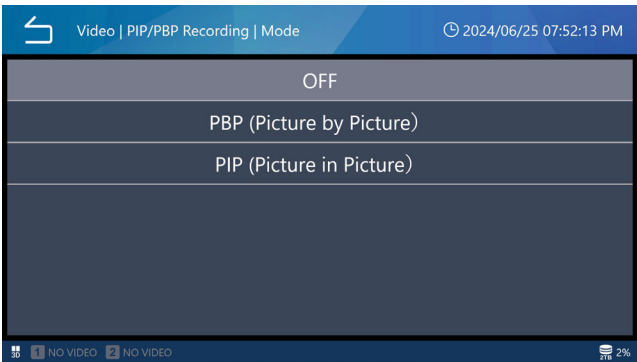 Video | PIP/PBP Recording | Mode
2024/06/25 07:52:13 PM
OFF
PBP (Picture by Picture）
PIP (Picture in Picture）
3D 1 NO VIDEO 2 NO VIDEO
2TB 2%